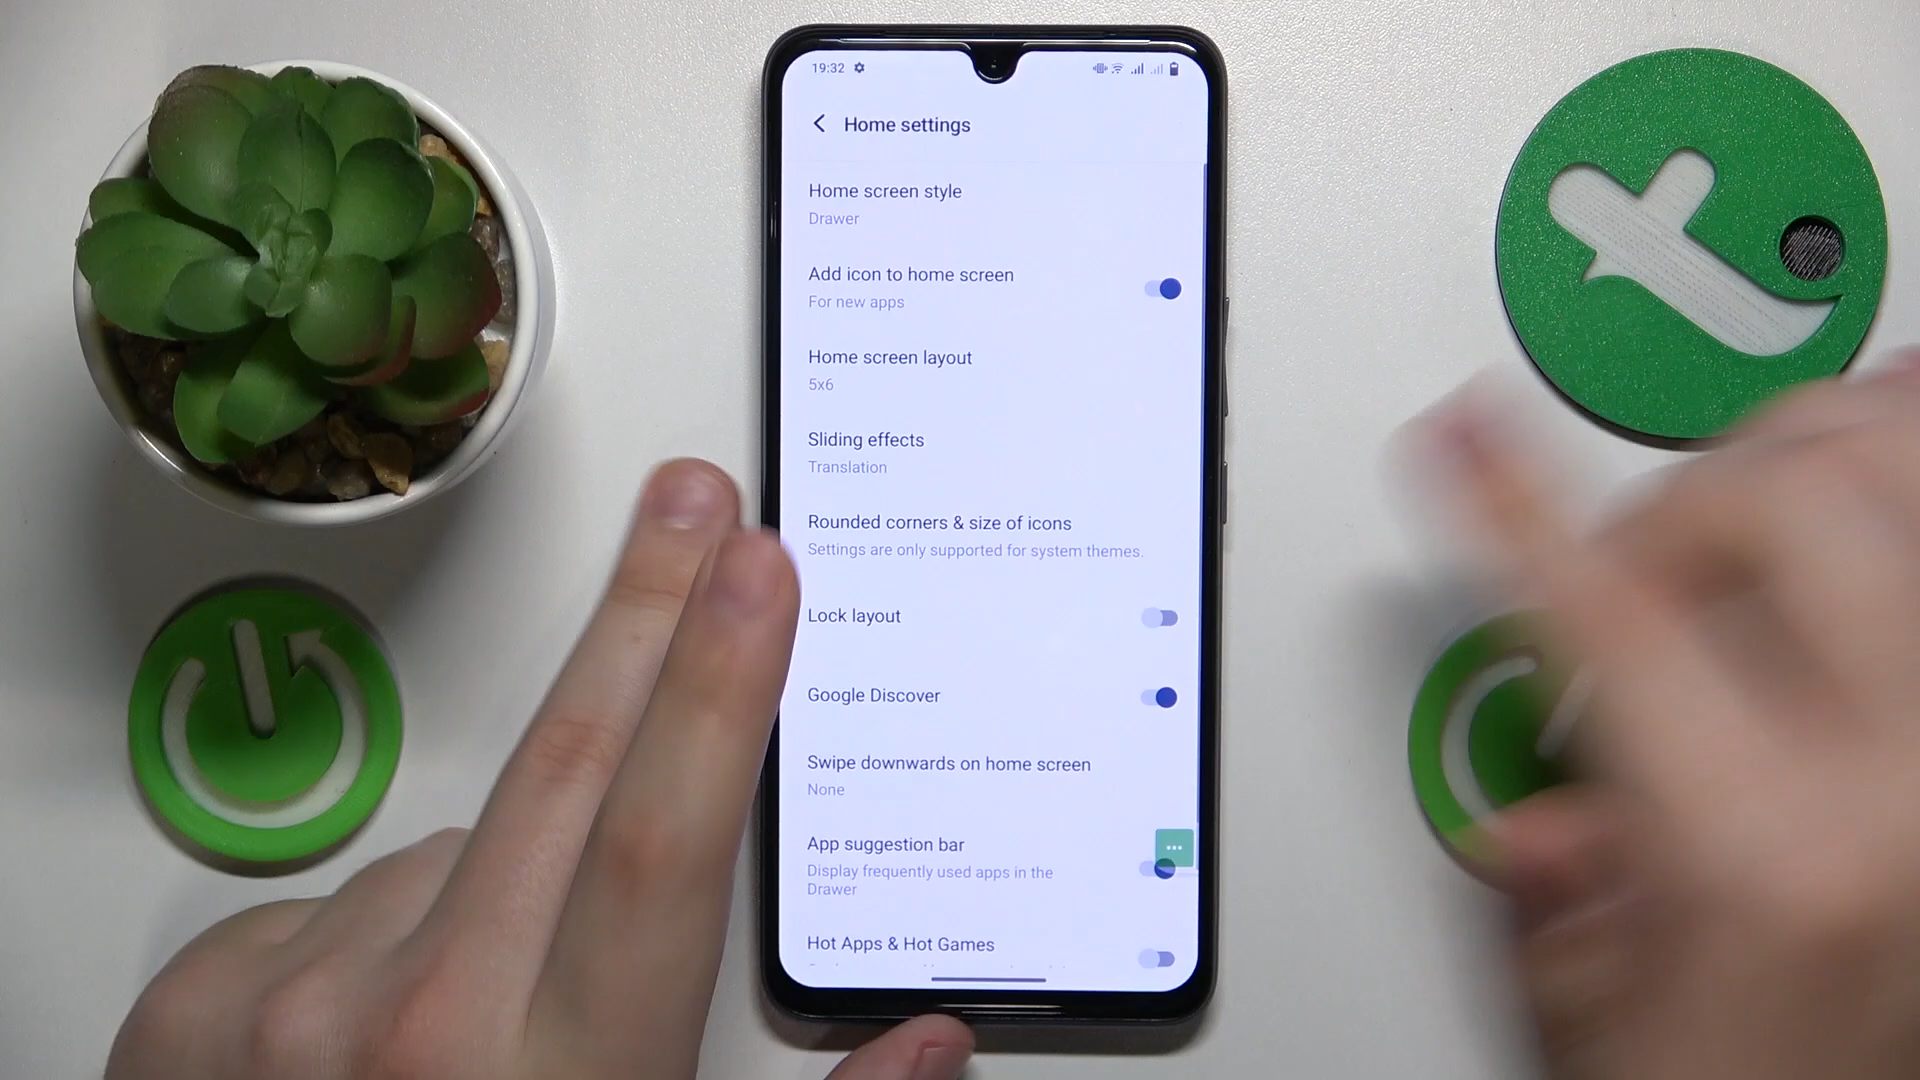 19:32
Home settings
Home screen style
Drawer
Add icon to home screen
For new apps
Home screen layout
5x6
Sliding effects
Translation
Rounded corners & size of icons
Settings are only supported for system themes.
Lock layout
Google Discover
Swipe downwards on home screen
None
App suggestion bar
Display frequently used apps in the
Drawer
Hot Apps & Hot Games